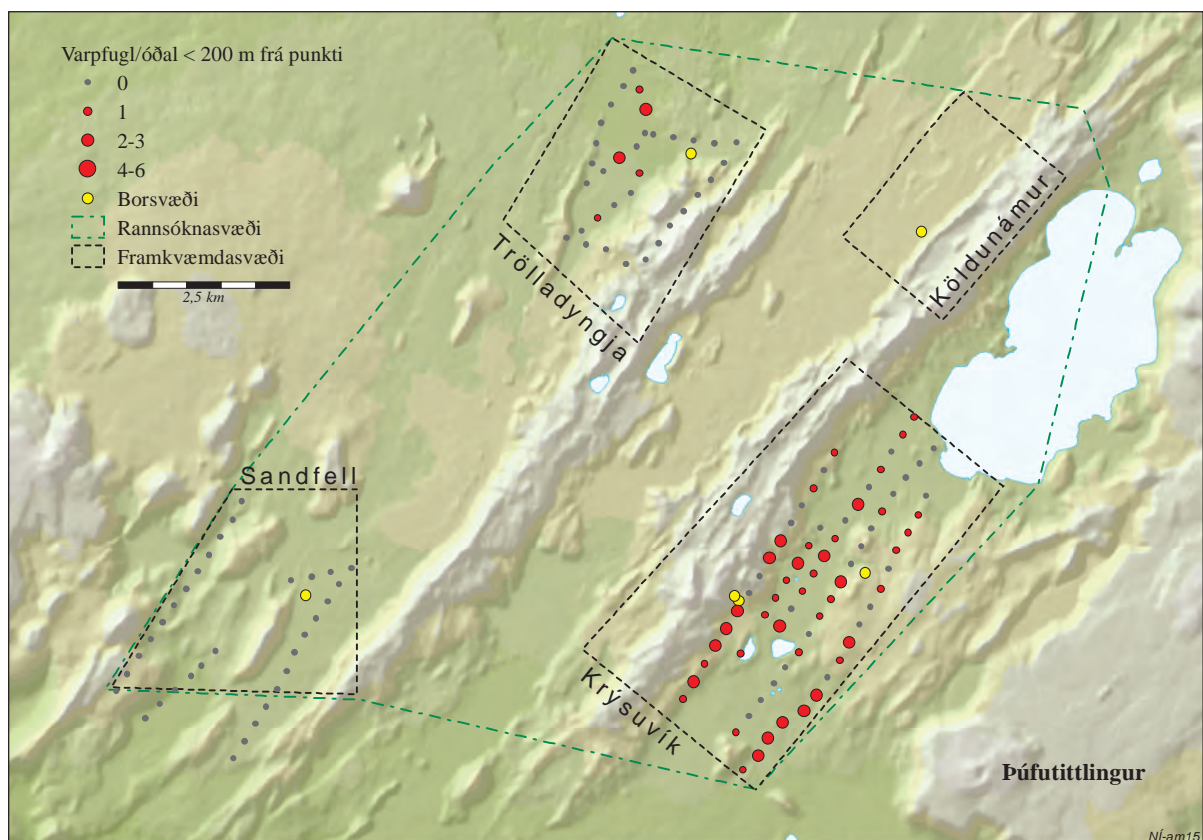 Varpfugl/óðal < 200 m frá punkti
0
1
2-3
4-6
Borsvæði
Rannsóknasvæði
Framkvæmdasvæði
2,5 km
Trölladyngja
Köldunámur
Sandfell
Krýsuvík
Þúfutittlingur
NÍ-am15